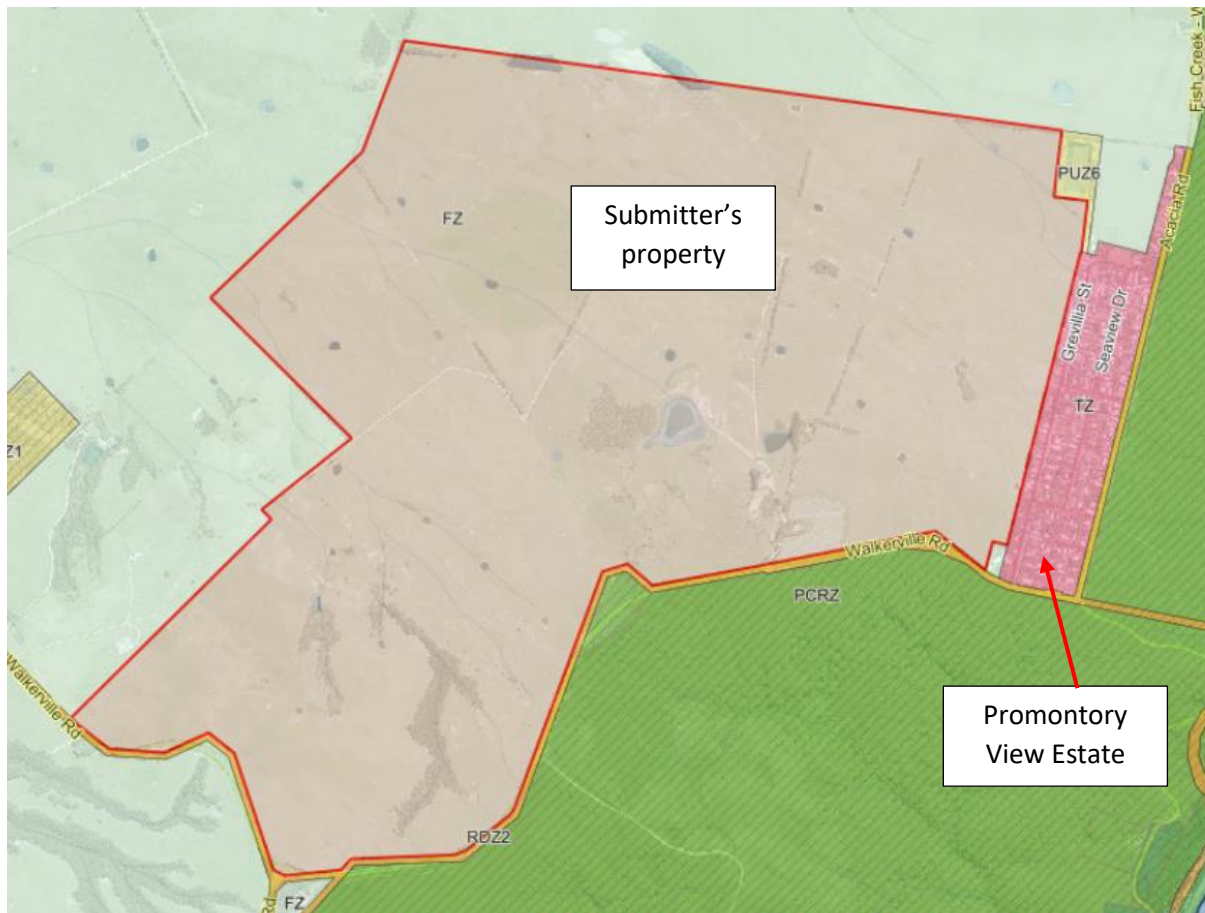 Fish Creek - W
PUZ6
FZ
Submitter's
property
Acacia Rd
Grevillia St
Seaview Dr
TZ
Z1
Walkerville Rd
PCRZ
Walkerville Rd
Promontory
View Estate
RDZ2
Rd
FZ